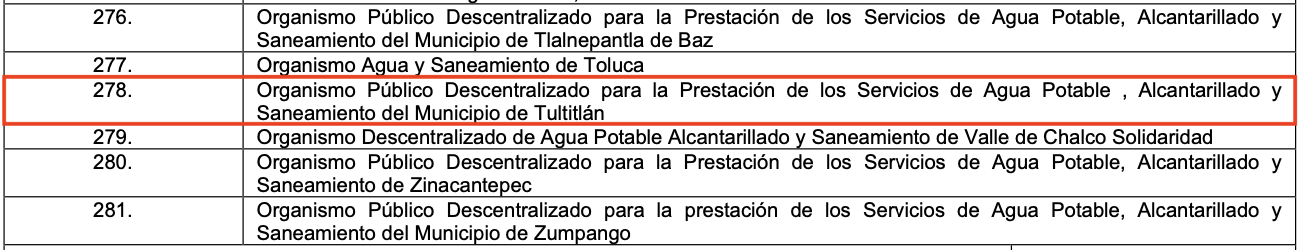 276. Organismo Público Descentralizado para la Prestación de los Servicios de Agua Potable, Alcantarillado y
Saneamiento del Municipio de Tlalnepantla de Baz
277. Organismo Agua y Saneamiento de Toluca
278. Organismo Público Descentralizado para la Prestación de los Servicios de Agua Potable , Alcantarillado y
Saneamiento del Municipio de Tultitlán
279. Organismo Descentralizado de Agua Potable Alcantarillado y Saneamiento de Valle de Chalco Solidaridad
280. Organismo Público Descentralizado para la Prestación de los Servicios de Agua Potable, Alcantarillado y
Saneamiento de Zinacantepec
281. Organismo Público Descentralizado para la prestación de los Servicios de Agua Potable, Alcantarillado y
Saneamiento del Municipio de Zumpango